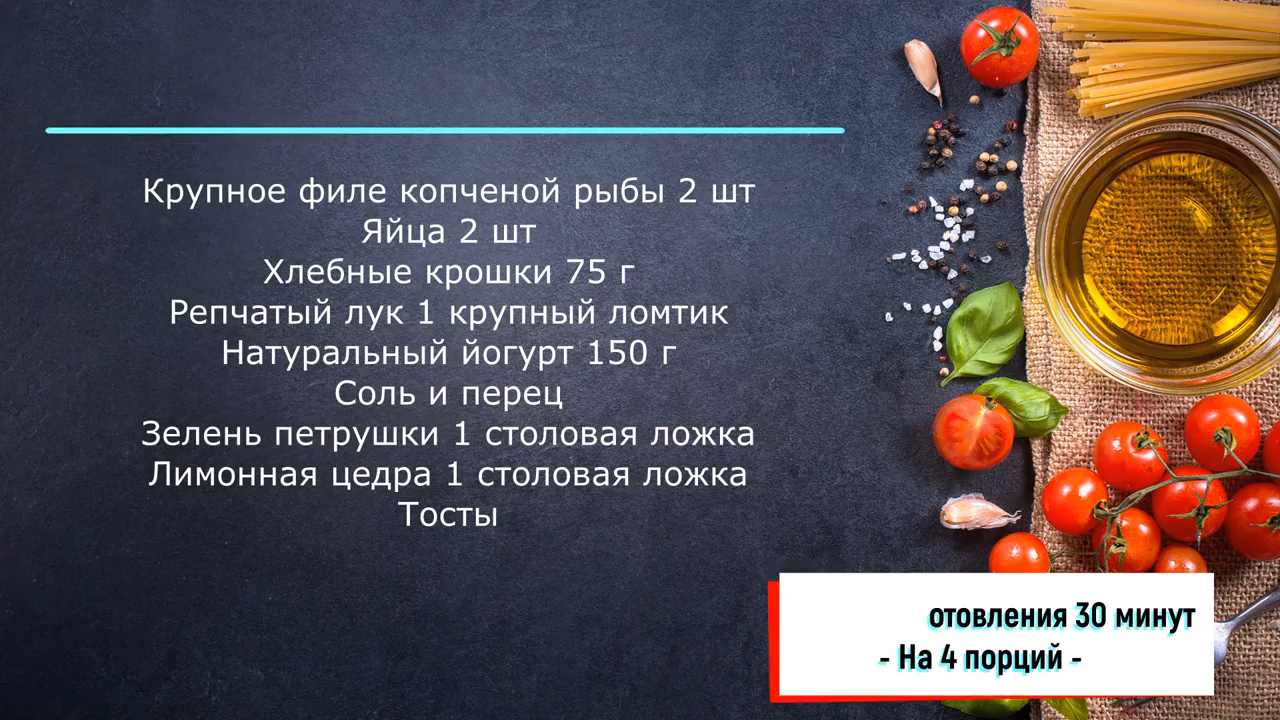 Крупное филе копченой рыбы 2 шт
Яйца 2 шт
Хлебные крошки 75 г
Репчатый лук 1 крупный ломтик
Натуральный йогурт 150 г
Соль и перец
Зелень петрушки 1 столовая ложка
Лимонная цедра 1 столовая ложка
Тосты
отовления 30 минут
- На 4 порций -